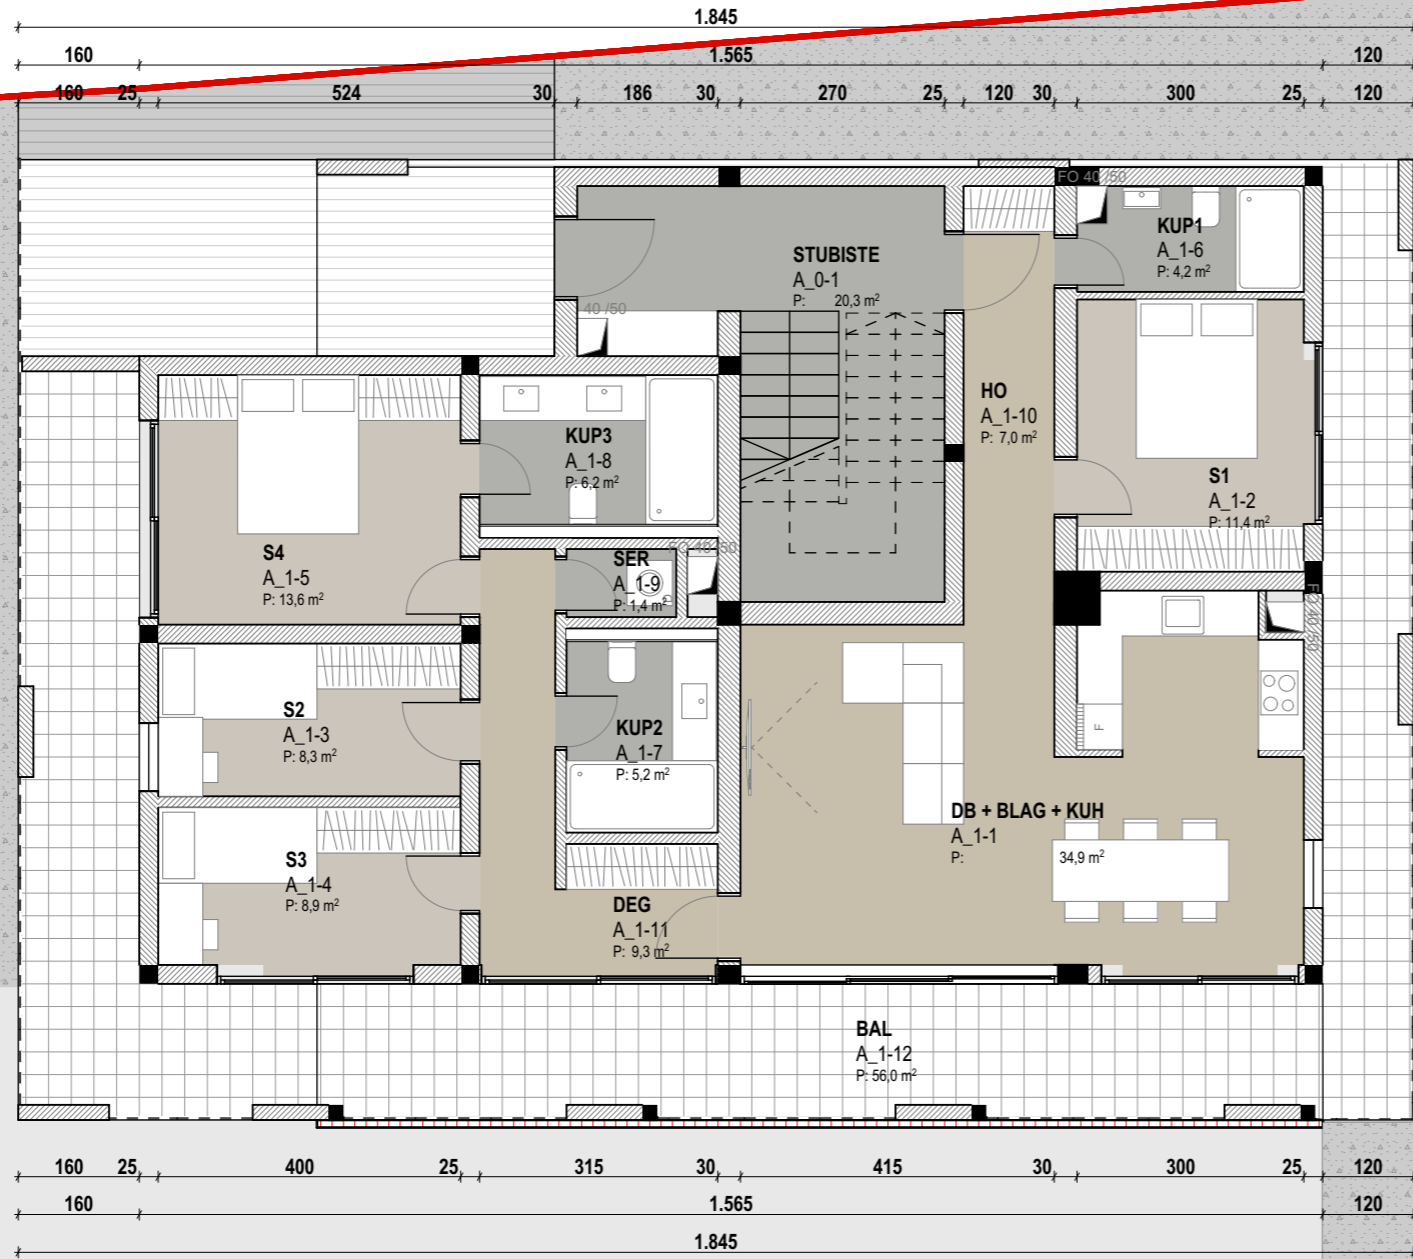 1.845
160
1.565
120
160
25
524
30
186
30
270
25
120
30
300
25
120
FO 40 /50
KUP1
A_1-6
P: 4,2 m²
STUBISTE
A_0-1
P: 20,3 m²
40 /50
HO
A_1-10
P: 7,0 m²
KUP3
A_1-8
P: 6,2 m²
S1
A_1-2
P: 11,4 m²
S4
A_1-5
P: 13,6 m²
FO 40 /50
SER
A_1-9
P: 1,4 m²
FO 40 /50
S2
A_1-3
P: 8,3 m²
KUP2
A_1-7
P: 5,2 m²
F
DB + BLAG + KUH
A_1-1
P: 34,9 m²
S3
A_1-4
P: 8,9 m²
DEG
A_1-11
P: 9,3 m²
BAL
A_1-12
P: 56,0 m²
160
25
400
25
315
30
415
30
300
25
120
160
1.565
120
1.845